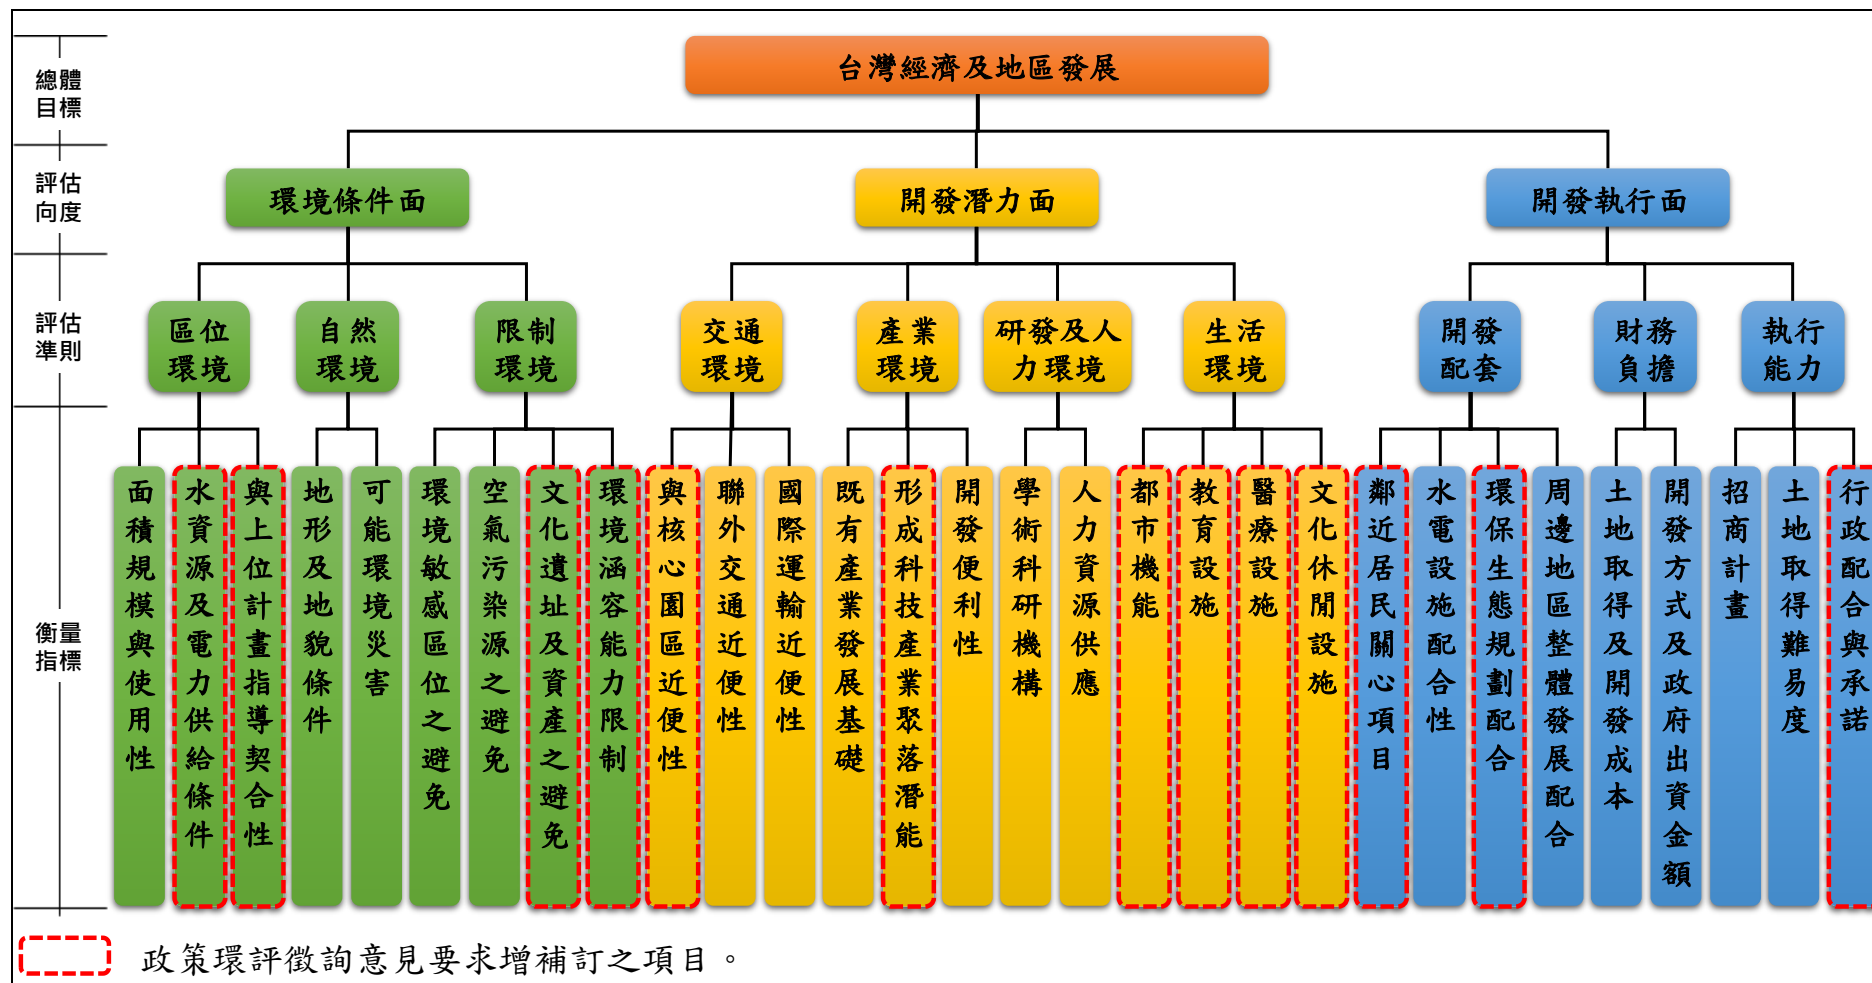 總體
目標
台灣經濟及地區發展
評估
向度
環境條件面
開發潛力面
開發執行面
評估
準則
區位
環境
自然
環境
限制
環境
交通
環境
產業
環境
研發及人
力環境
生活
環境
開發
配套
財務
負擔
執行
能力
衡量
指標
面積規模與使用性
水資源及電力供給條件
與上位計畫指導契合性
地形及地貌條件
可能環境災害
環境敏感區位之避免
空氣污染源之避免
文化遺址及資產之避免
環境涵容能力限制
與核心園區近便性
聯外交通近便性
國際運輸近便性
既有產業發展基礎
形成科技產業聚落潛能
開發便利性
學術科研機構
人力資源供應
都市機能
教育設施
醫療設施
文化休閒設施
鄰近居民關心項目
水電設施配合性
環保生態規劃配合
周邊地區整體發展配合
土地取得及開發成本
開發方式及政府出資金額
招商計畫
土地取得難易度
行政配合與承諾
政策環評徵詢意見要求增補訂之項目。